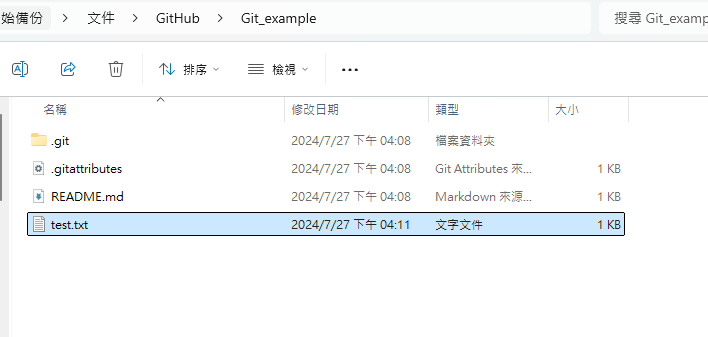 始備份 > 文件 > GitHub > Git_example 搜尋 Git_examp
排序 檢視 ...
名稱 修改日期 類型 大小
.git 2024/7/27 下午 04:08 檔案資料夾
.gitattributes 2024/7/27 下午 04:08 Git Attributes 來... 1 KB
README.md 2024/7/27 下午 04:08 Markdown 來源... 1 KB
test.txt 2024/7/27 下午 04:11 文字文件 1 KB